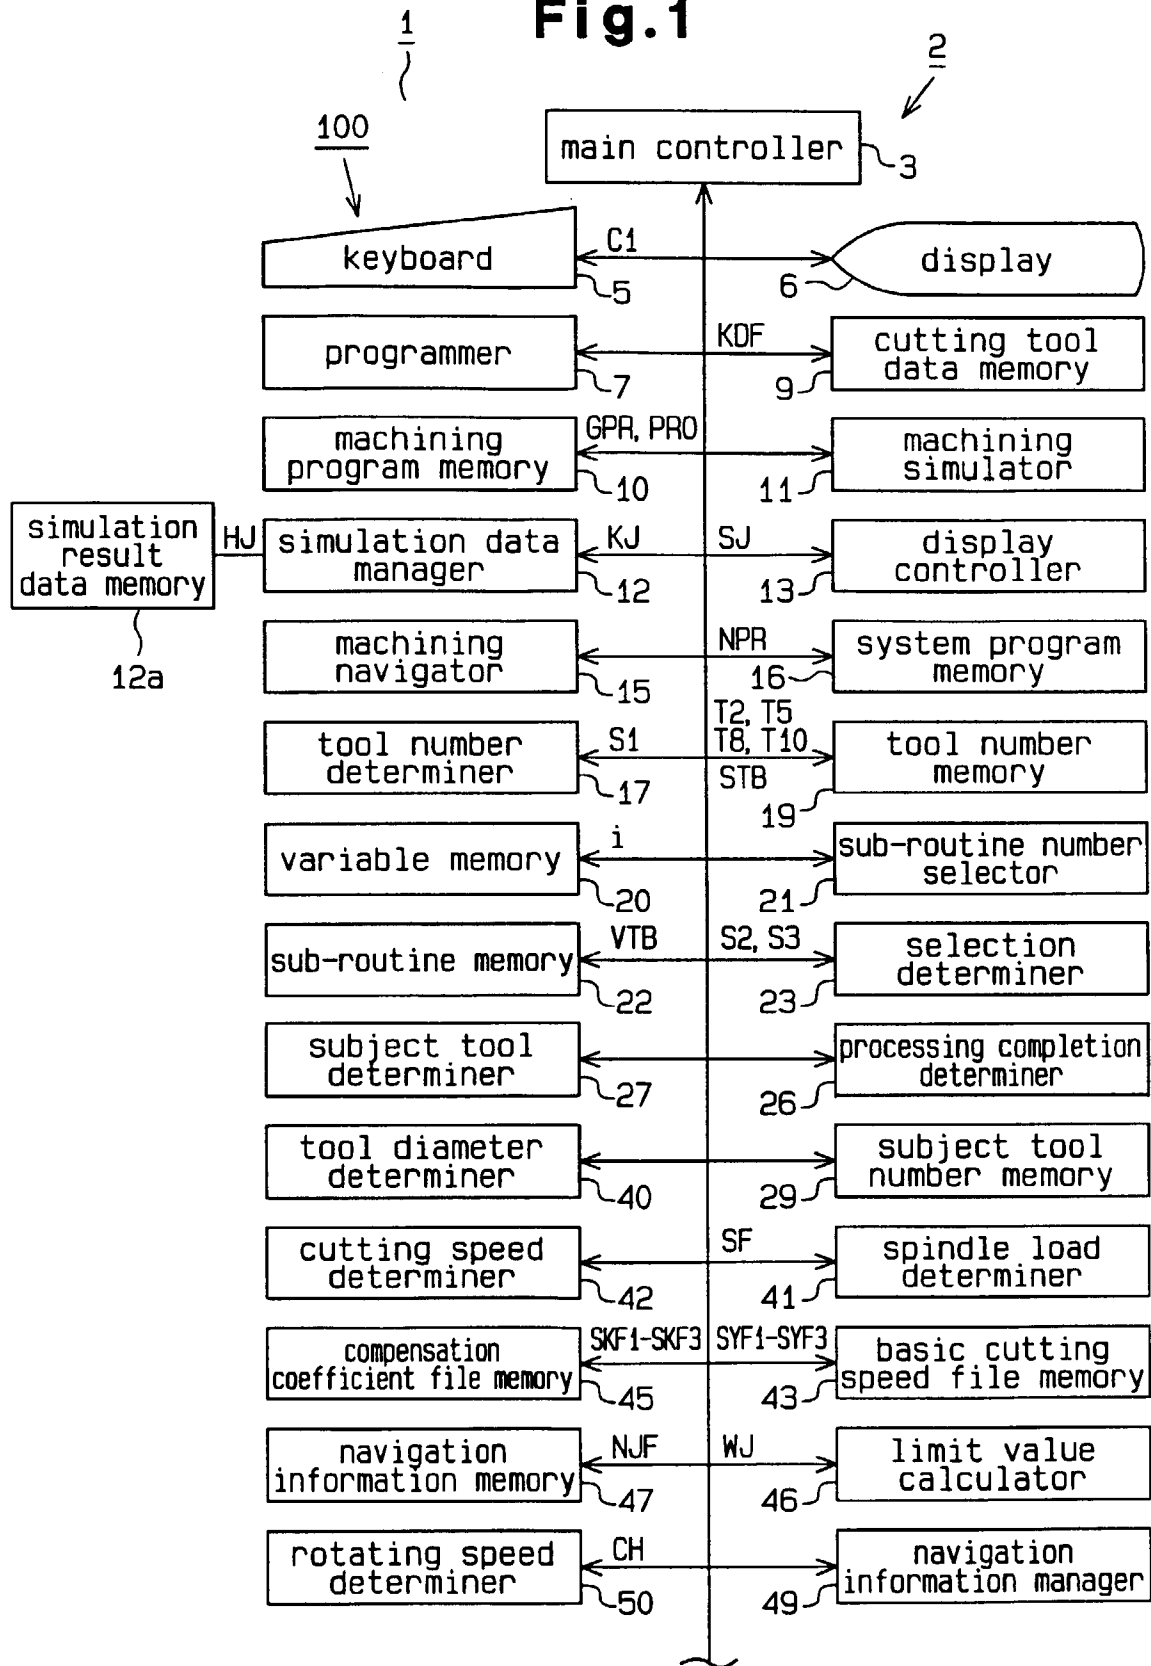 Fig.1
1
2
100
main controller
3
keyboard
C1
display
5
6
programmer
KDF
cutting tool
data memory
7
9
machining
program memory
GPR, PRO
machining
simulator
10
11
simulation
result
data memory
HJ
simulation data
manager
KJ
SJ
display
controller
12
13
12a
machining
navigator
NPR
system program
memory
15
16
tool number
determiner
S1
T2, T5
T8, T10
STB
tool number
memory
17
19
variable memory
i
sub-routine number
selector
20
21
sub-routine memory
VTB
S2, S3
selection
determiner
22
23
subject tool
determiner
processing completion
determiner
27
26
tool diameter
determiner
subject tool
number memory
40
29
cutting speed
determiner
SF
spindle load
determiner
42
41
compensation
coefficient file memory
SKF1-SKF3
SYF1-SYF3
basic cutting
speed file memory
45
43
navigation
information memory
NJF
WJ
limit value
calculator
47
46
rotating speed
determiner
CH
navigation
information manager
50
49